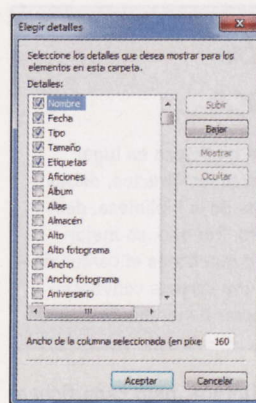 Elegir detalles
Seleccione los detalles que desea mostrar para los
elementos en esta carpeta.
Detalles:
Nombre
Fecha
Tipo
Tamaño
Etiquetas
Aficiones
Álbum
Alias
Almacén
Alto
Alto fotograma
Ancho
Ancho fotograma
Aniversario
Subir
Bajar
Mostrar
Ocultar
Ancho de la columna seleccionada (en píxe 160
Aceptar
Cancelar